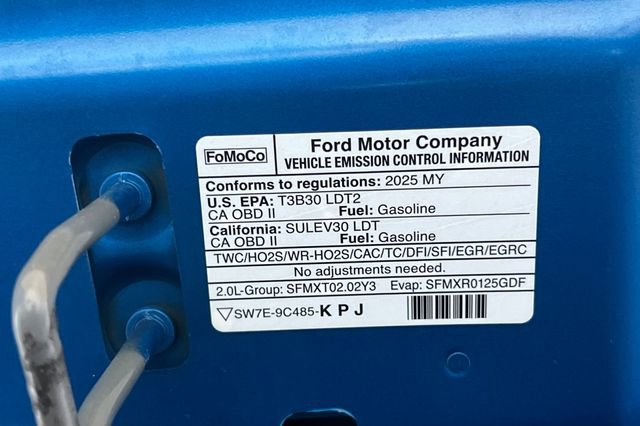 FoMoCo
Ford Motor Company
VEHICLE EMISSION CONTROL INFORMATION
Conforms to regulations: 2025 MY
U.S. EPA: T3B30 LDT2
CA OBD II Fuel: Gasoline
California: SULEV30 LDT
CA OBD II Fuel: Gasoline
TWC/HO2S/WR-HO2S/CAC/TC/DFI/SFI/EGR/EGRC
No adjustments needed.
2.0L-Group: SFMXT02.02Y3 Evap: SFMXR0125GDF
SW7E-9C485-K P J